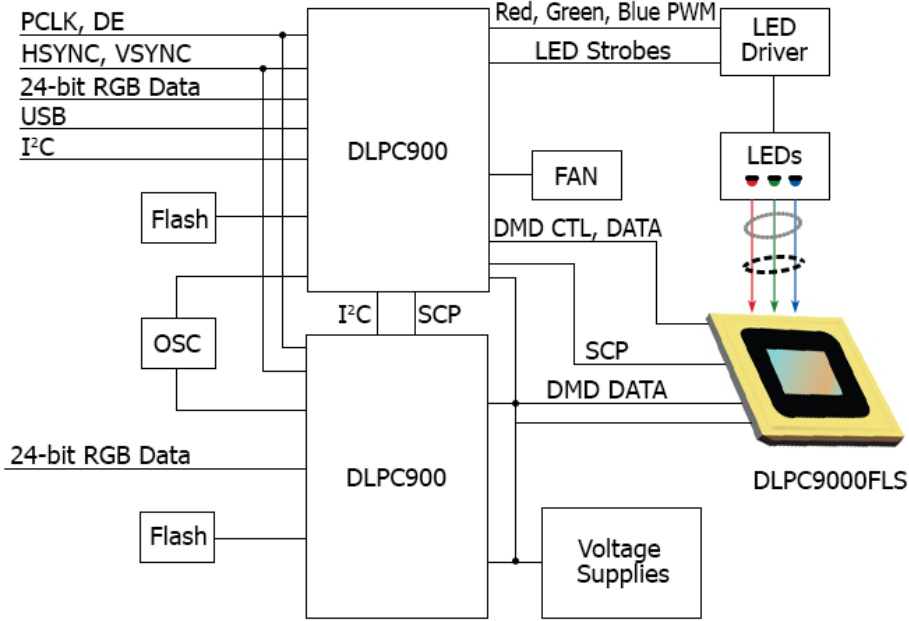 PCLK, DE
HSYNC, VSYNC
24-bit RGB Data
USB
I²C
Flash
OSC
24-bit RGB Data
Flash
DLPC900
I²C
SCP
DLPC900
Red, Green, Blue PWM
LED Strobes
LED
Driver
LEDs
FAN
DMD CTL, DATA
SCP
DMD DATA
DLPC9000FLS
Voltage
Supplies